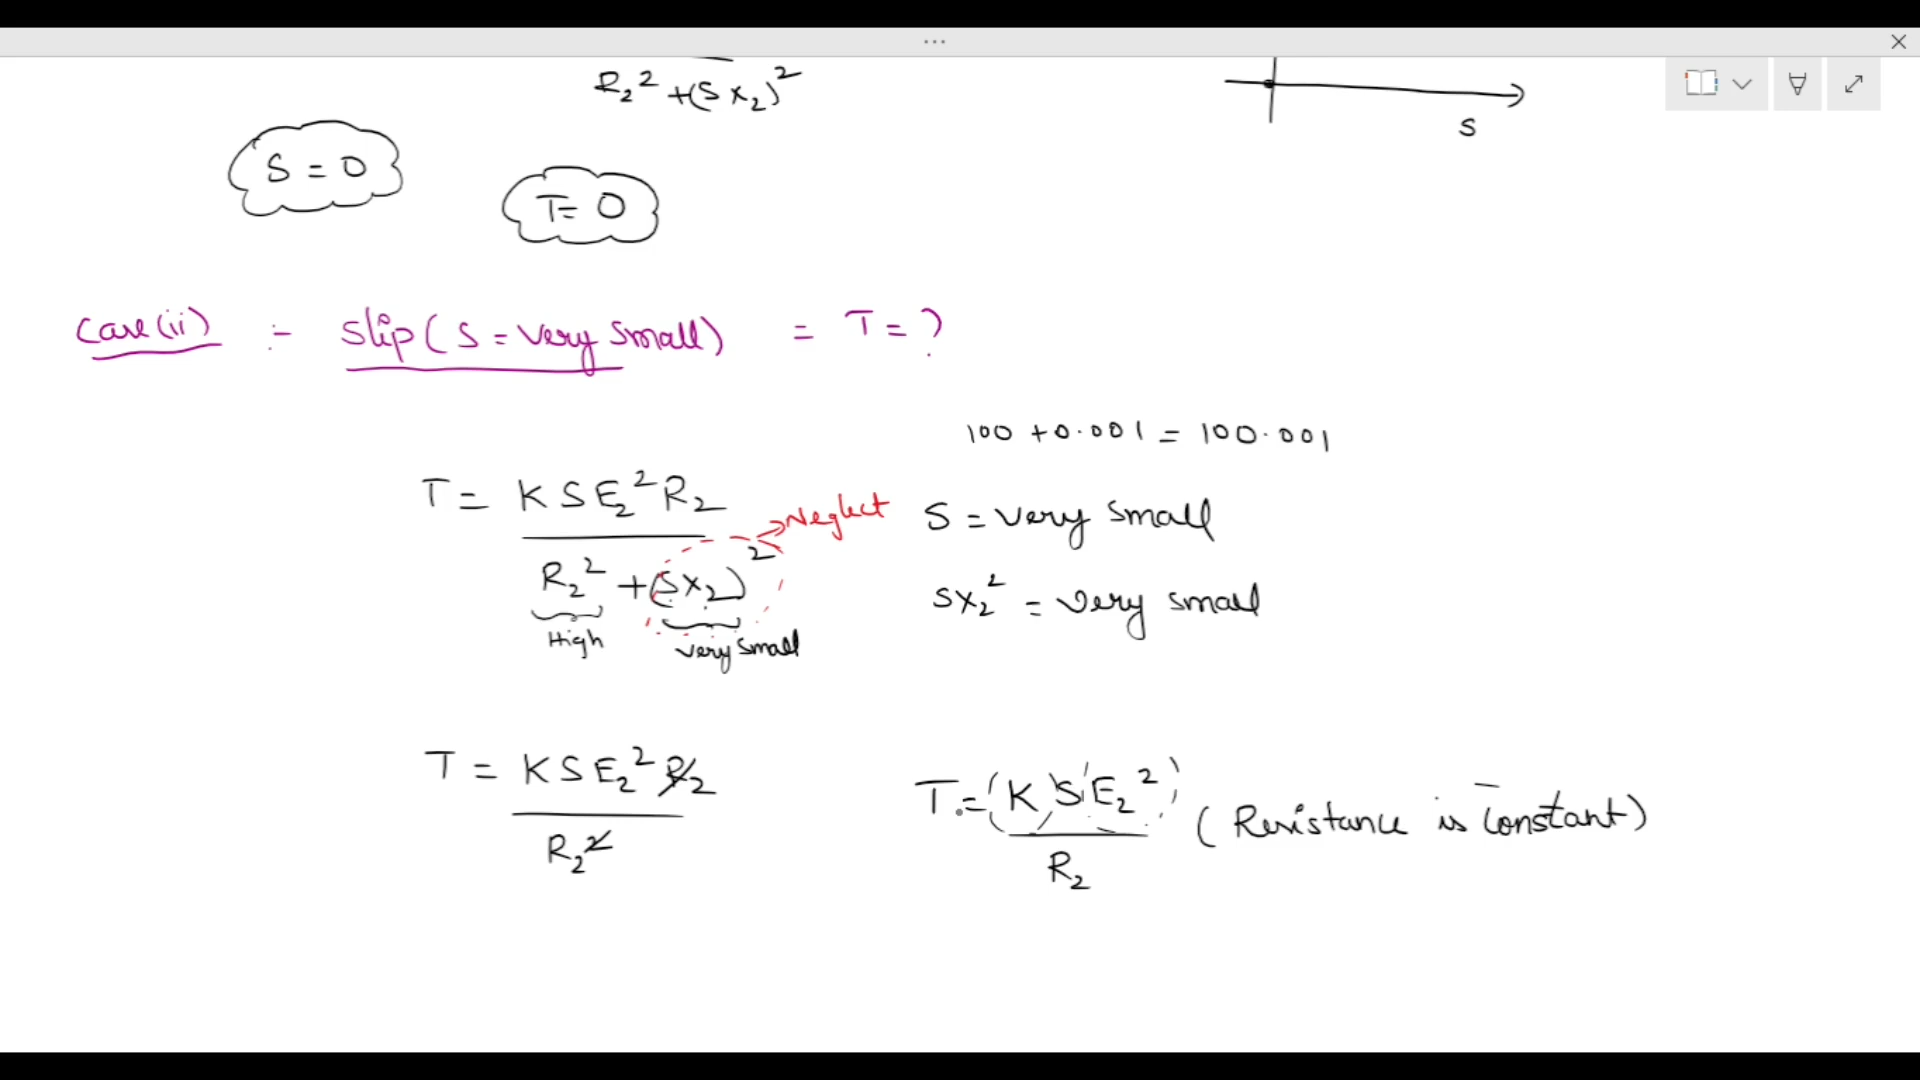 R₂² + (S X₂)²
S
S = 0
T = 0
Case (ii) :- Slip ( S = Very Small ) = T = ?
100 + 0.001 = 100.001
T = K S E₂² R₂
→ Neglect
S = very small
R₂² + (S X₂)²
S X₂² = very small
High
very small
T = K S E₂² R₂
R₂²
T = K S E₂² ( Resistance is constant )
R₂